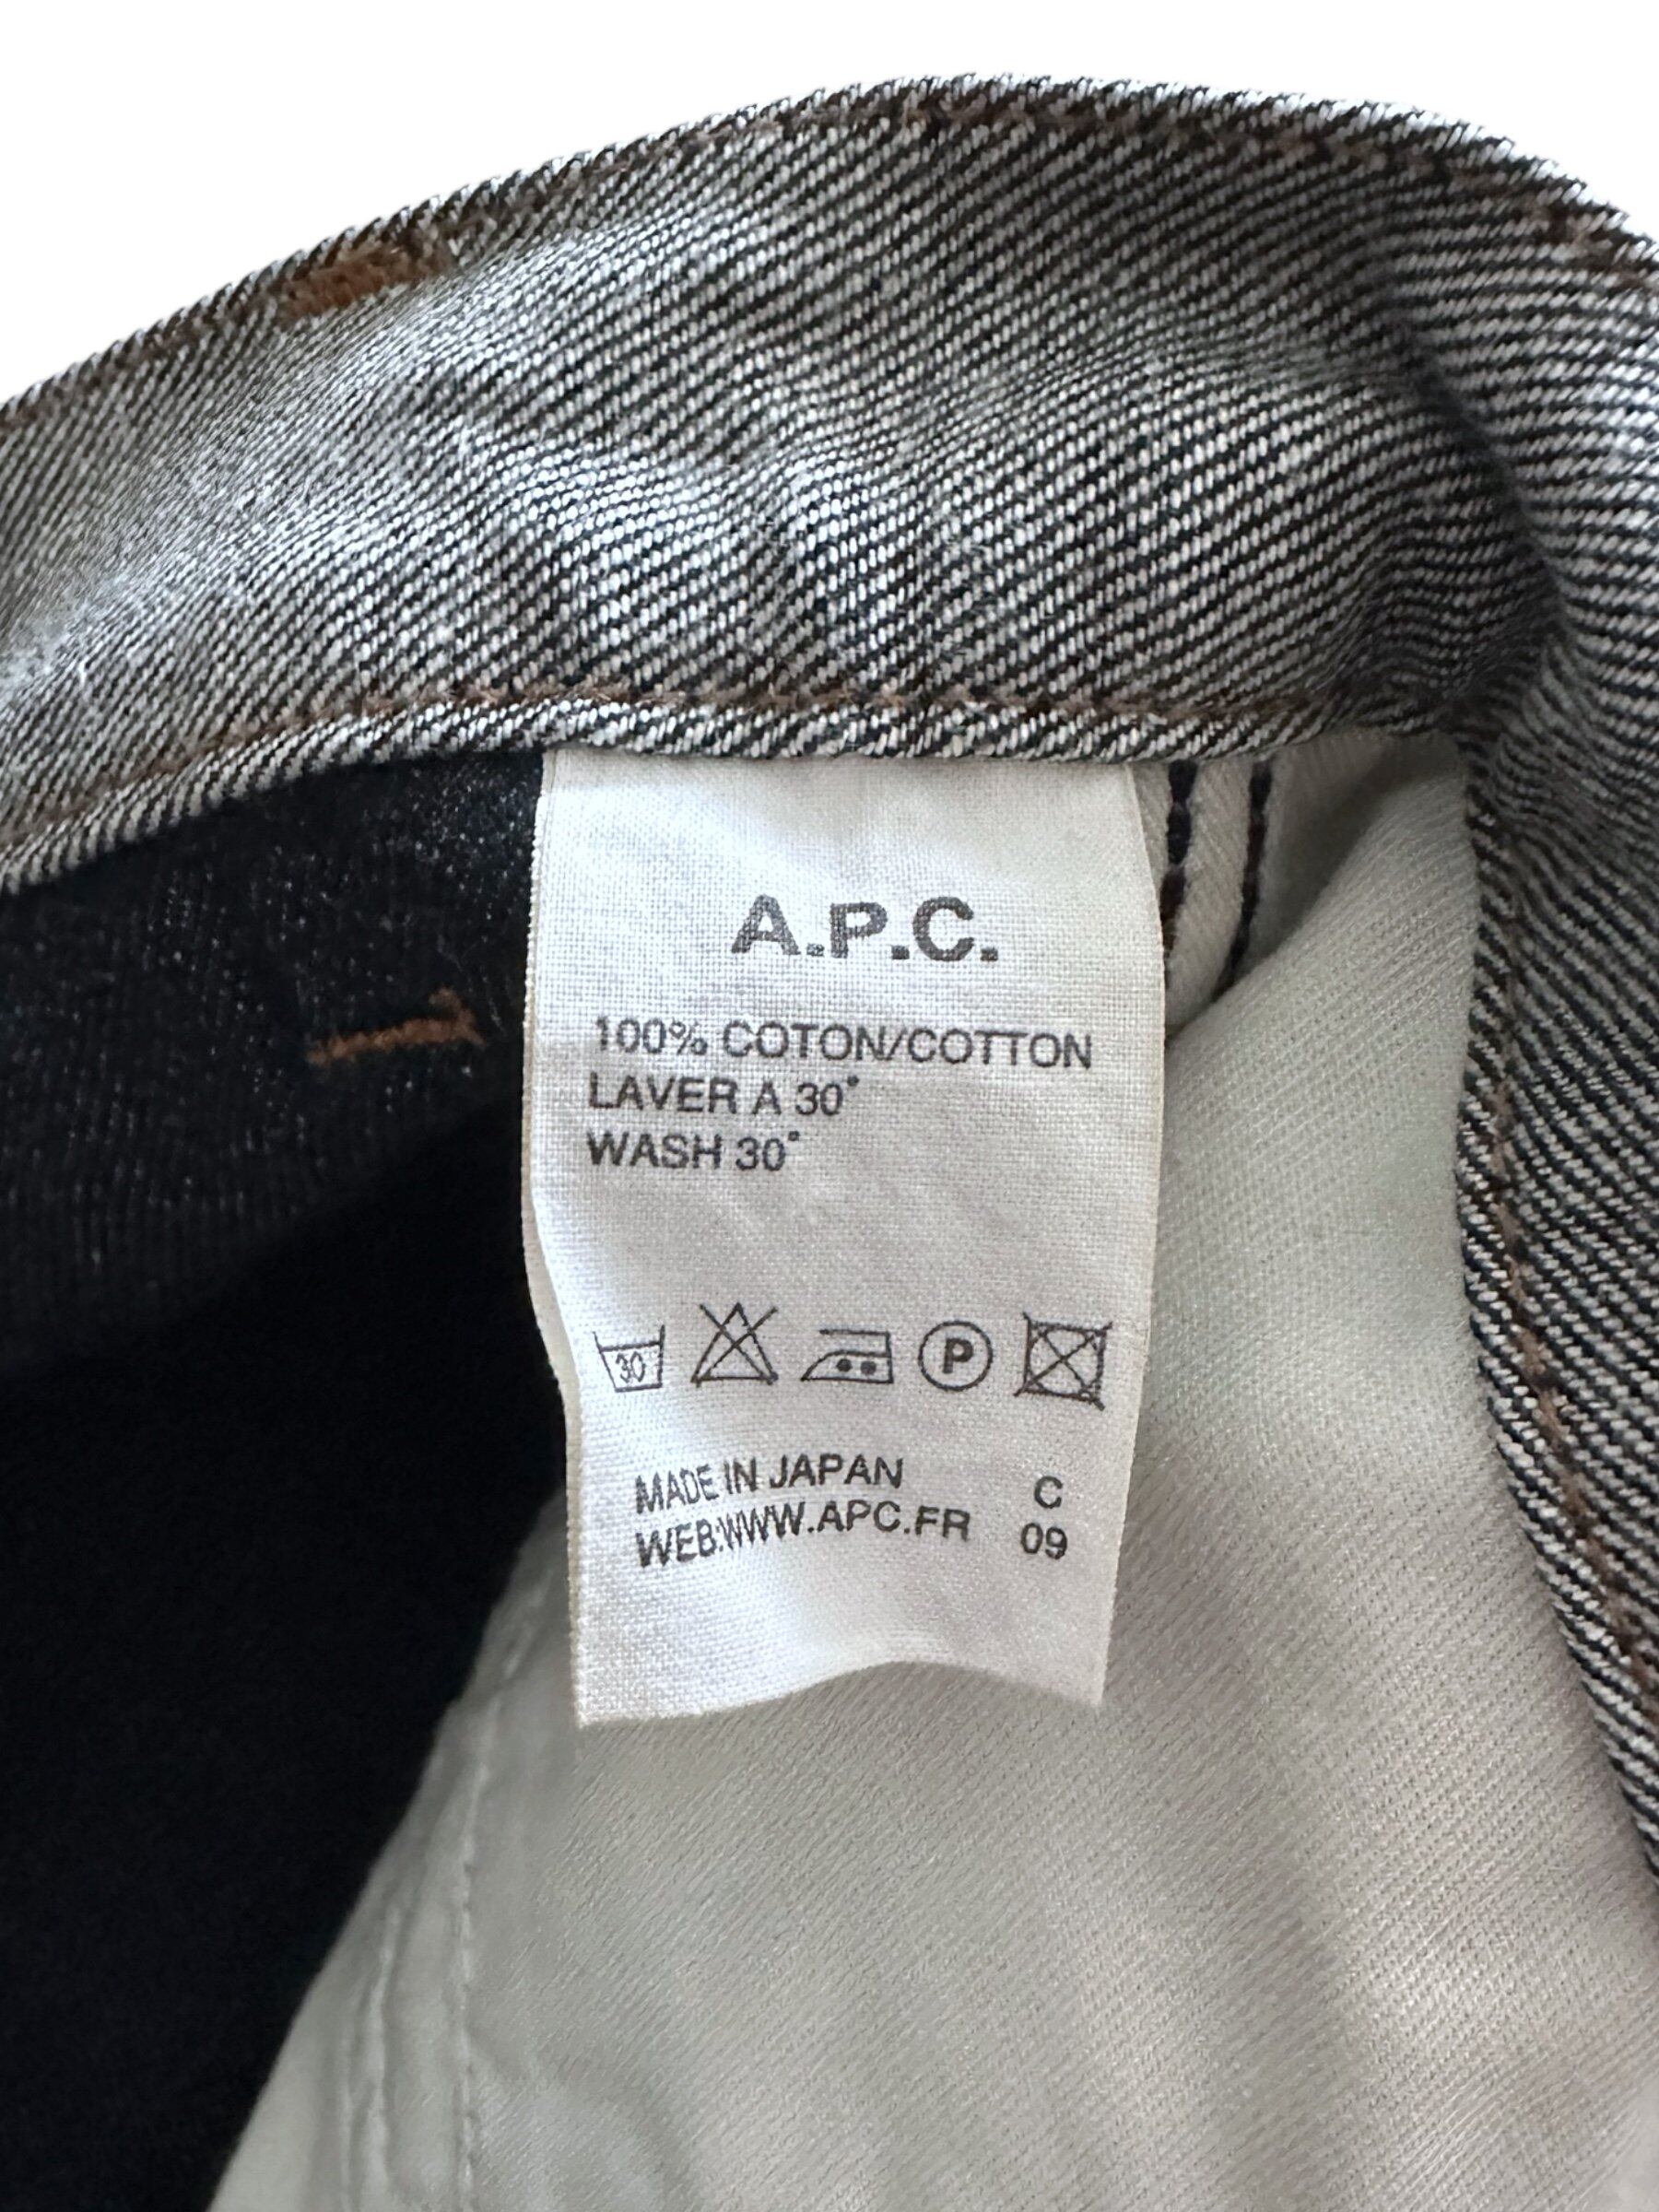 A.P.C.
100% COTON/COTTON
LAVER A 30°
WASH 30°
30 P
MADE IN JAPAN C
WEB:WWW.APC.FR 09